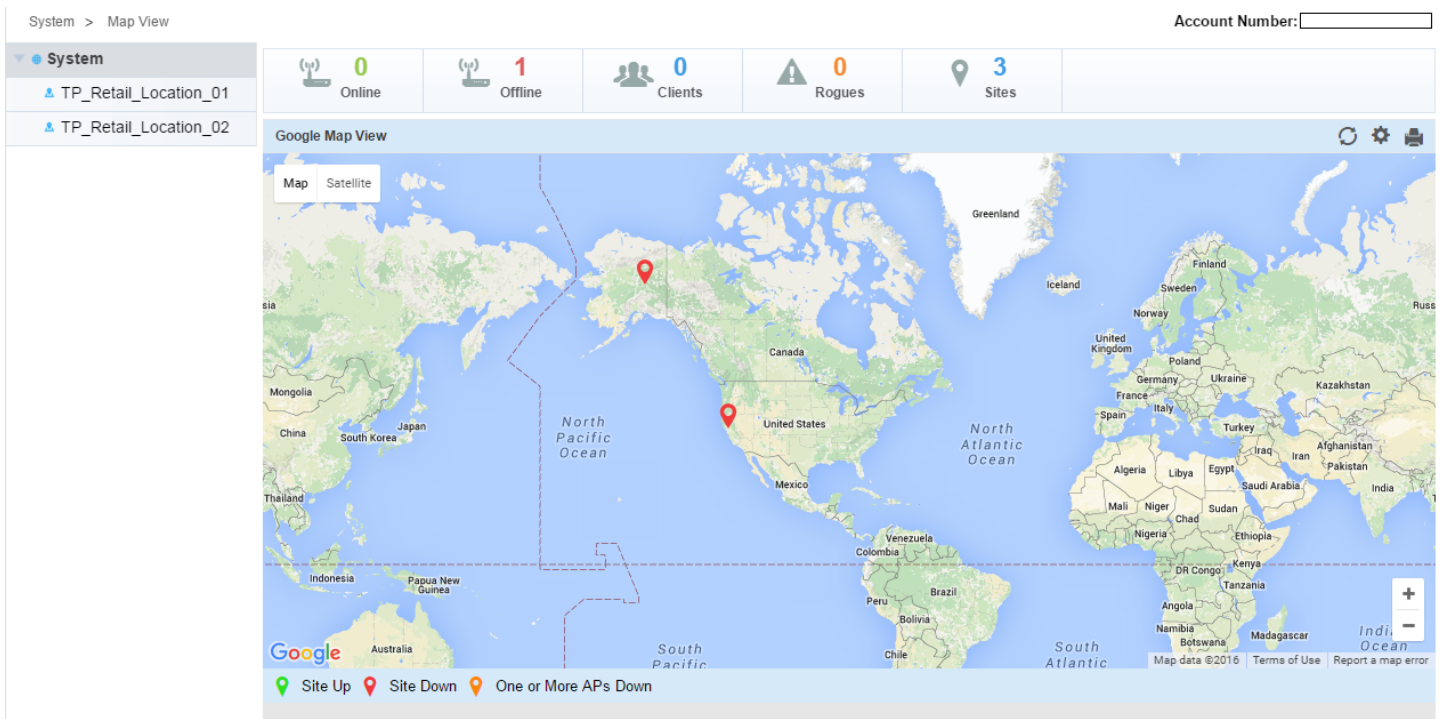 System > Map View
Account Number:
System
TP_Retail_Location_01
TP_Retail_Location_02
0 Online
1 Offline
0 Clients
0 Rogues
3 Sites
Google Map View
Map Satellite
Greenland
Finland
Iceland
Sweden
sia
Norway
Russ
United Kingdom
Canada
Poland
Germany
Ukraine
Kazakhstan
Mongolia
France
Italy
Spain
North Pacific Ocean
United States
North Atlantic Ocean
China
South Korea
Japan
Turkey
Iraq
Iran
Afghanistan
Pakistan
Algeria
Libya
Egypt
Saudi Arabia
India
Mexico
Thailand
Mali
Niger
Chad
Sudan
Nigeria
Ethiopia
Venezuela
Colombia
DR Congo
Kenya
Indonesia
Papua New Guinea
Tanzania
Peru
Brazil
Angola
Bolivia
Namibia
Botswana
Madagascar
Indi
Ocean
Google
Australia
South Pacific
Chile
South Atlantic
+
−
Map data ©2016 Terms of Use Report a map error
Site Up Site Down One or More APs Down